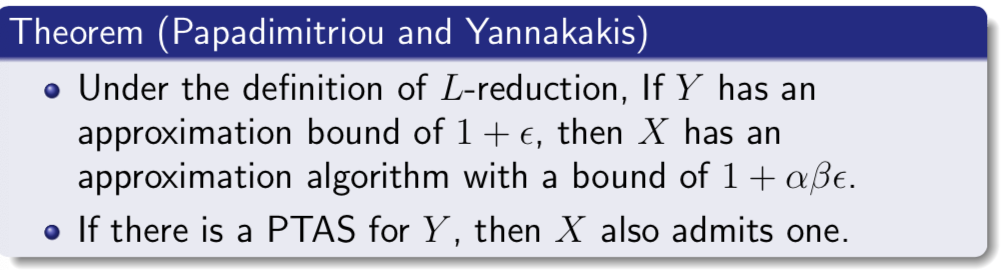 Theorem (Papadimitriou and Yannakakis)
Under the definition of L-reduction, If Y has an
approximation bound of 1 + ϵ, then X has an
approximation algorithm with a bound of 1 + αβϵ.
If there is a PTAS for Y, then X also admits one.